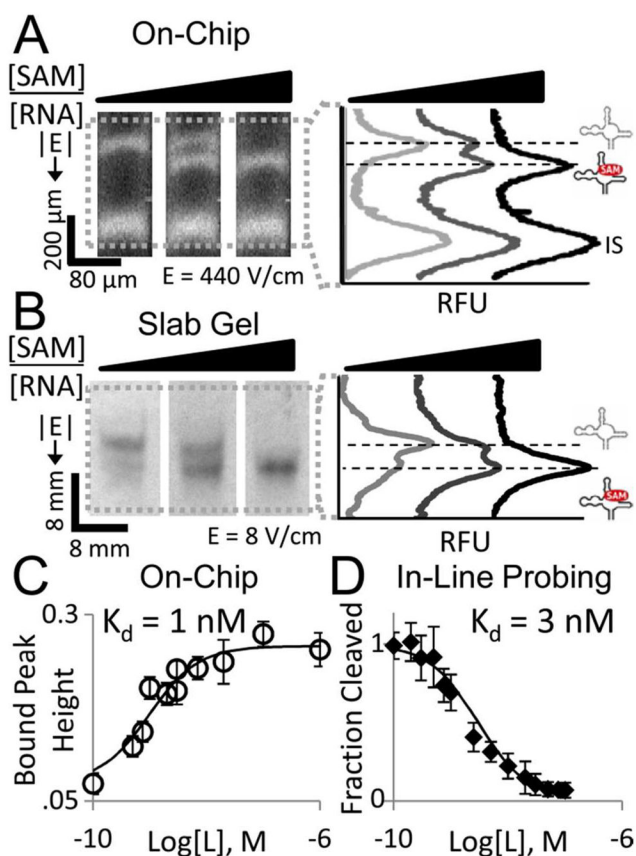 A
On-Chip
[SAM]
[RNA]
|E|
200 µm
80 µm
E = 440 V/cm
SAM
IS
RFU
B
Slab Gel
[SAM]
[RNA]
|E|
8 mm
8 mm
E = 8 V/cm
SAM
RFU
C
On-Chip
0.3
Kd = 1 nM
Bound Peak
Height
.05
-10
Log[L], M
-6
D
In-Line Probing
Kd = 3 nM
1
Fraction Cleaved
0
-10
Log[L], M
-6